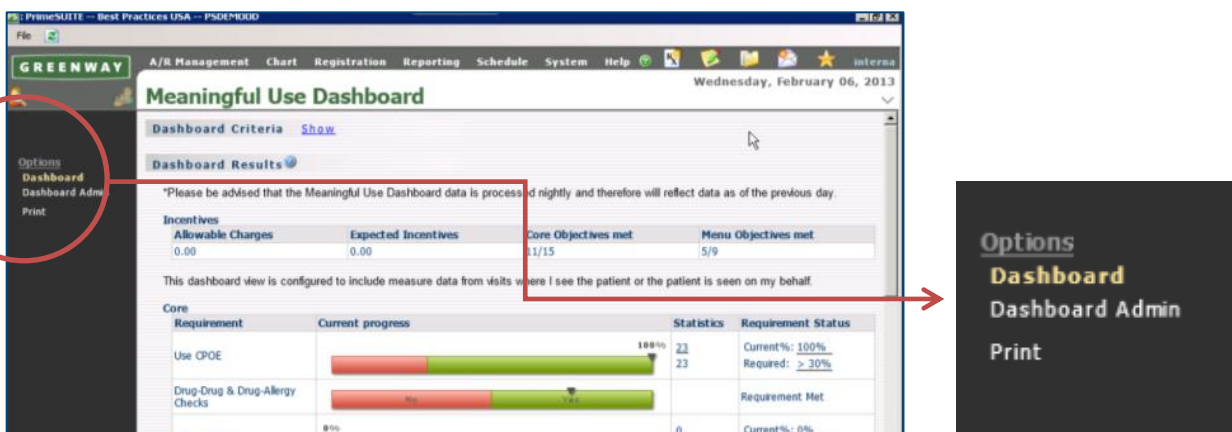 : PrimeSUITE -- Best Practices USA -- PSDEMO0D
File
GREENWAY
A/R Management Chart Registration Reporting Schedule System Help
interna
Wednesday, February 06, 2013
Meaningful Use Dashboard
Dashboard Criteria Show
Options
Dashboard
Dashboard Admin
Print
Dashboard Results
*Please be advised that the Meaningful Use Dashboard data is processed nightly and therefore will reflect data as of the previous day.
Incentives
Allowable Charges Expected Incentives Core Objectives met Menu Objectives met
0.00 0.00 11/15 5/9
This dashboard view is configured to include measure data from visits where I see the patient or the patient is seen on my behalf.
Core
Requirement Current progress Statistics Requirement Status
Use CPOE 100% 23 Current%: 100%
23 Required: > 30%
Drug-Drug & Drug-Allergy Checks No Yes Requirement Met
0% 0 Current%: 0%
Options
Dashboard
Dashboard Admin
Print